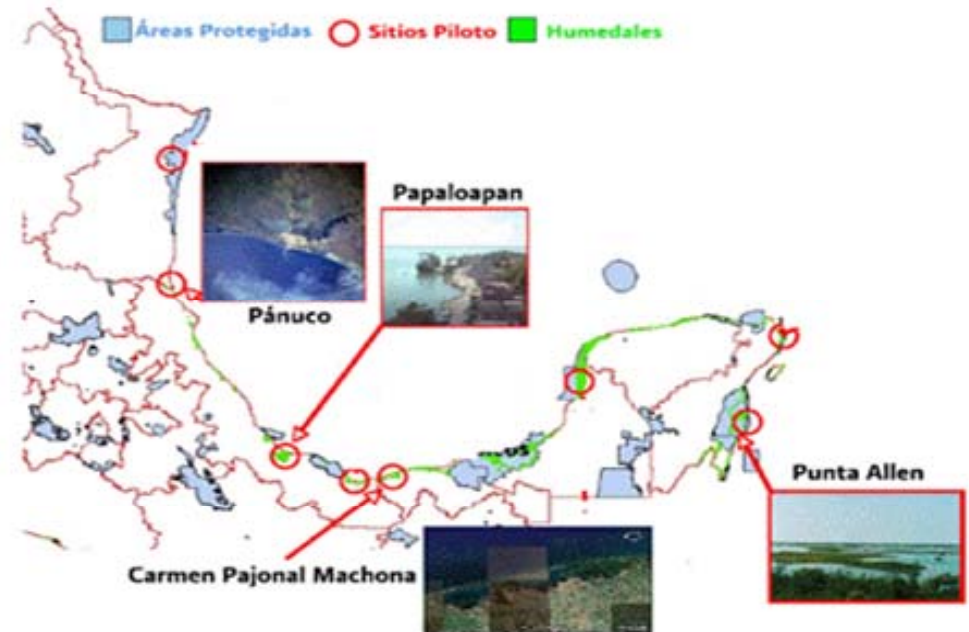 Áreas Protegidas Sitios Piloto Humedales
Papaloapan
Pánuco
Punta Allen
Carmen Pajonal Machona